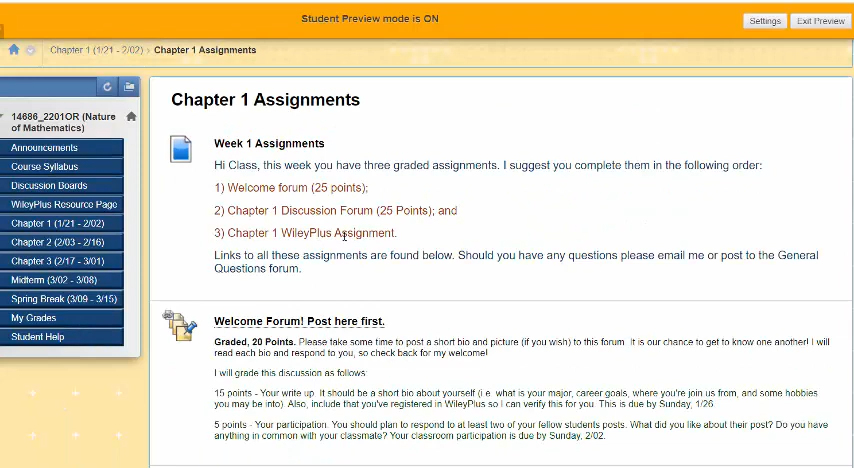 Student Preview mode is ON
Settings
Exit Preview
Chapter 1 (1/21 - 2/02) > Chapter 1 Assignments
14686_2201OR (Nature
of Mathematics)
Announcements
Course Syllabus
Discussion Boards
WileyPlus Resource Page
Chapter 1 (1/21 - 2/02)
Chapter 2 (2/03 - 2/16)
Chapter 3 (2/17 - 3/01)
Midterm (3/02 - 3/08)
Spring Break (3/09 - 3/15)
My Grades
Student Help
Chapter 1 Assignments
Week 1 Assignments
Hi Class, this week you have three graded assignments. I suggest you complete them in the following order:
1) Welcome forum (25 points);
2) Chapter 1 Discussion Forum (25 Points); and
3) Chapter 1 WileyPlus Assignment.
Links to all these assignments are found below. Should you have any questions please email me or post to the General
Questions forum.
Welcome Forum! Post here first.
Graded, 20 Points. Please take some time to post a short bio and picture (if you wish) to this forum. It is our chance to get to know one another! I will
read each bio and respond to you, so check back for my welcome!
I will grade this discussion as follows:
15 points - Your write up. It should be a short bio about yourself (i.e. what is your major, career goals, where you're join us from, and some hobbies
you may be into). Also, include that you've registered in WileyPlus so I can verify this for you. This is due by Sunday, 1/26.
5 points - Your participation. You should plan to respond to at least two of your fellow students posts. What did you like about their post? Do you have
anything in common with your classmate? Your classroom participation is due by Sunday, 2/02.